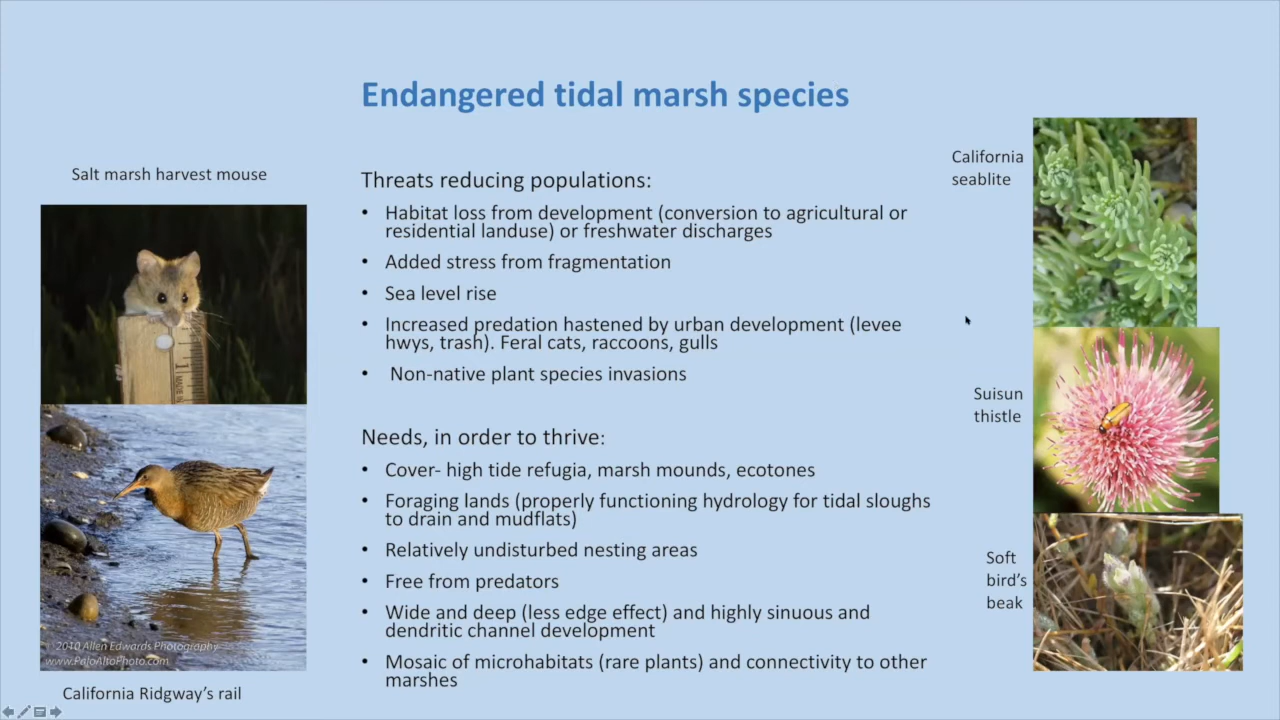 Endangered tidal marsh species
Salt marsh harvest mouse
California Ridgway's rail
Threats reducing populations:
• Habitat loss from development (conversion to agricultural or
residential landuse) or freshwater discharges
• Added stress from fragmentation
• Sea level rise
• Increased predation hastened by urban development (levee
hwys, trash). Feral cats, raccoons, gulls
• Non-native plant species invasions
Needs, in order to thrive:
• Cover- high tide refugia, marsh mounds, ecotones
• Foraging lands (properly functioning hydrology for tidal sloughs
to drain and mudflats)
• Relatively undisturbed nesting areas
• Free from predators
• Wide and deep (less edge effect) and highly sinuous and
dendritic channel development
• Mosaic of microhabitats (rare plants) and connectivity to other
marshes
California
seablite
Suisun
thistle
Soft
bird's
beak
2010 Allen Edwards Photography
www.PaloAltoPhoto.com
1